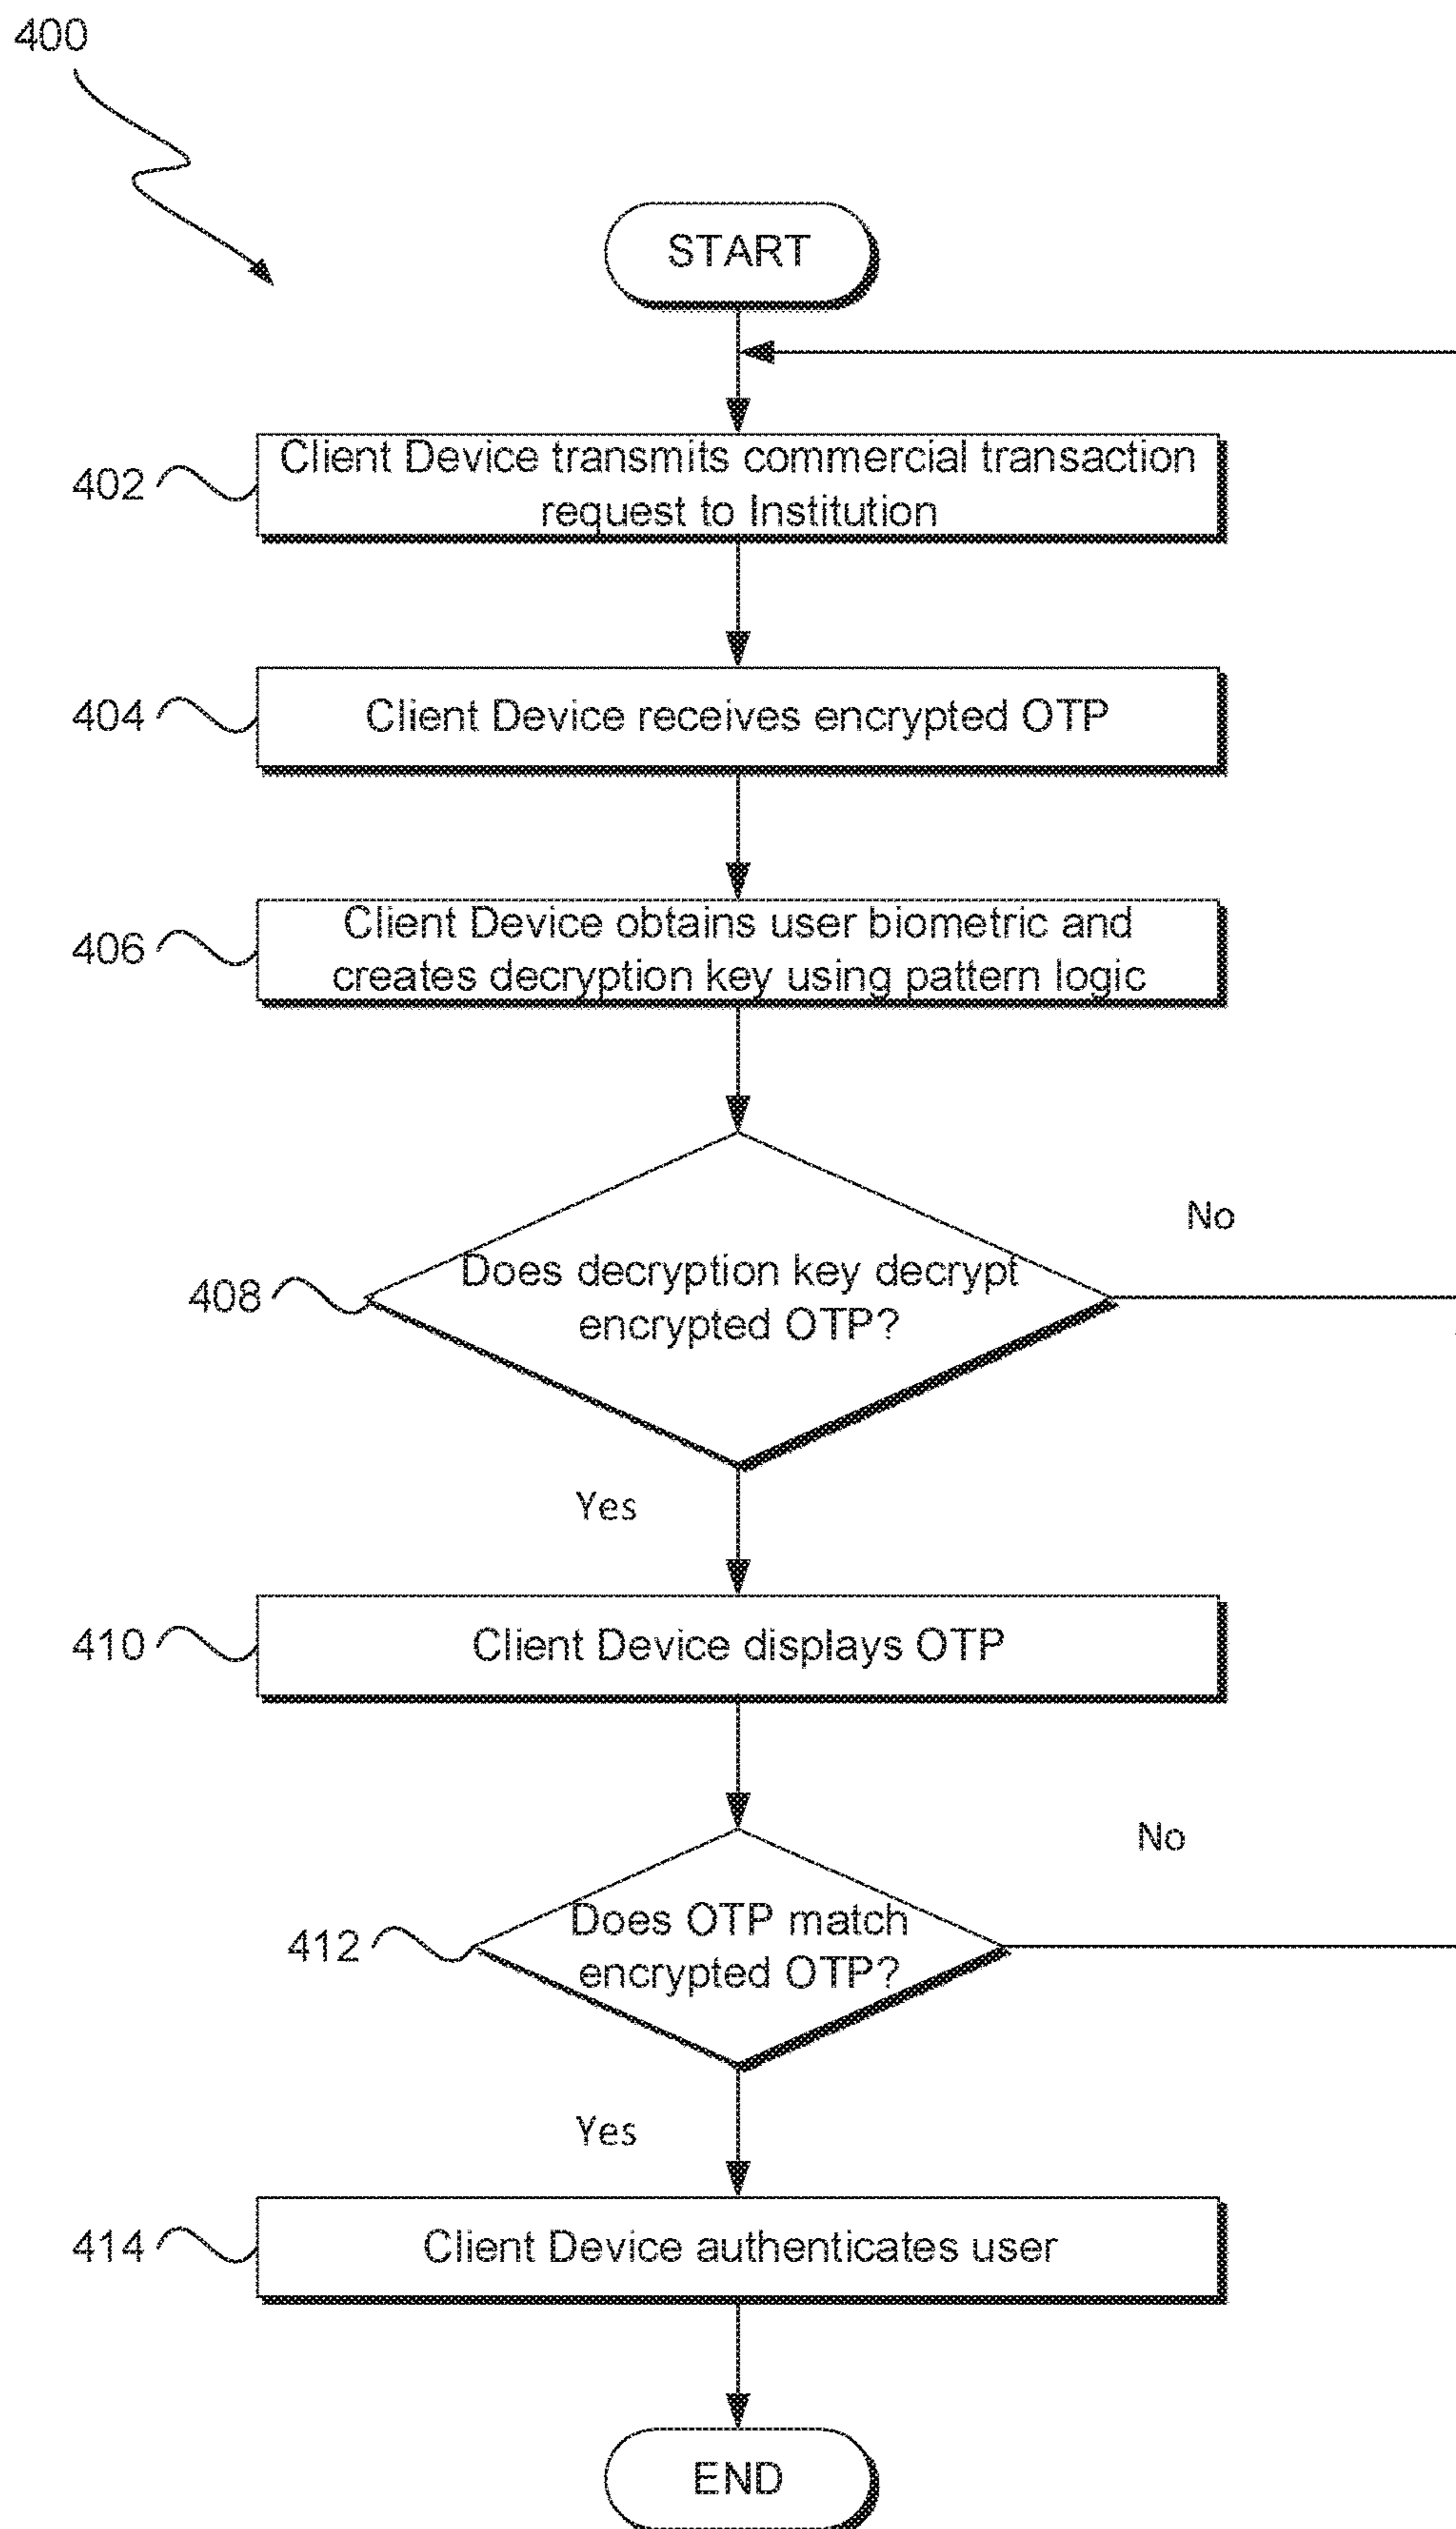 400
START
402
Client Device transmits commercial transaction
request to Institution
404
Client Device receives encrypted OTP
406
Client Device obtains user biometric and
creates decryption key using pattern logic
408
Does decryption key decrypt
encrypted OTP?
No
Yes
410
Client Device displays OTP
412
Does OTP match
encrypted OTP?
No
Yes
414
Client Device authenticates user
END